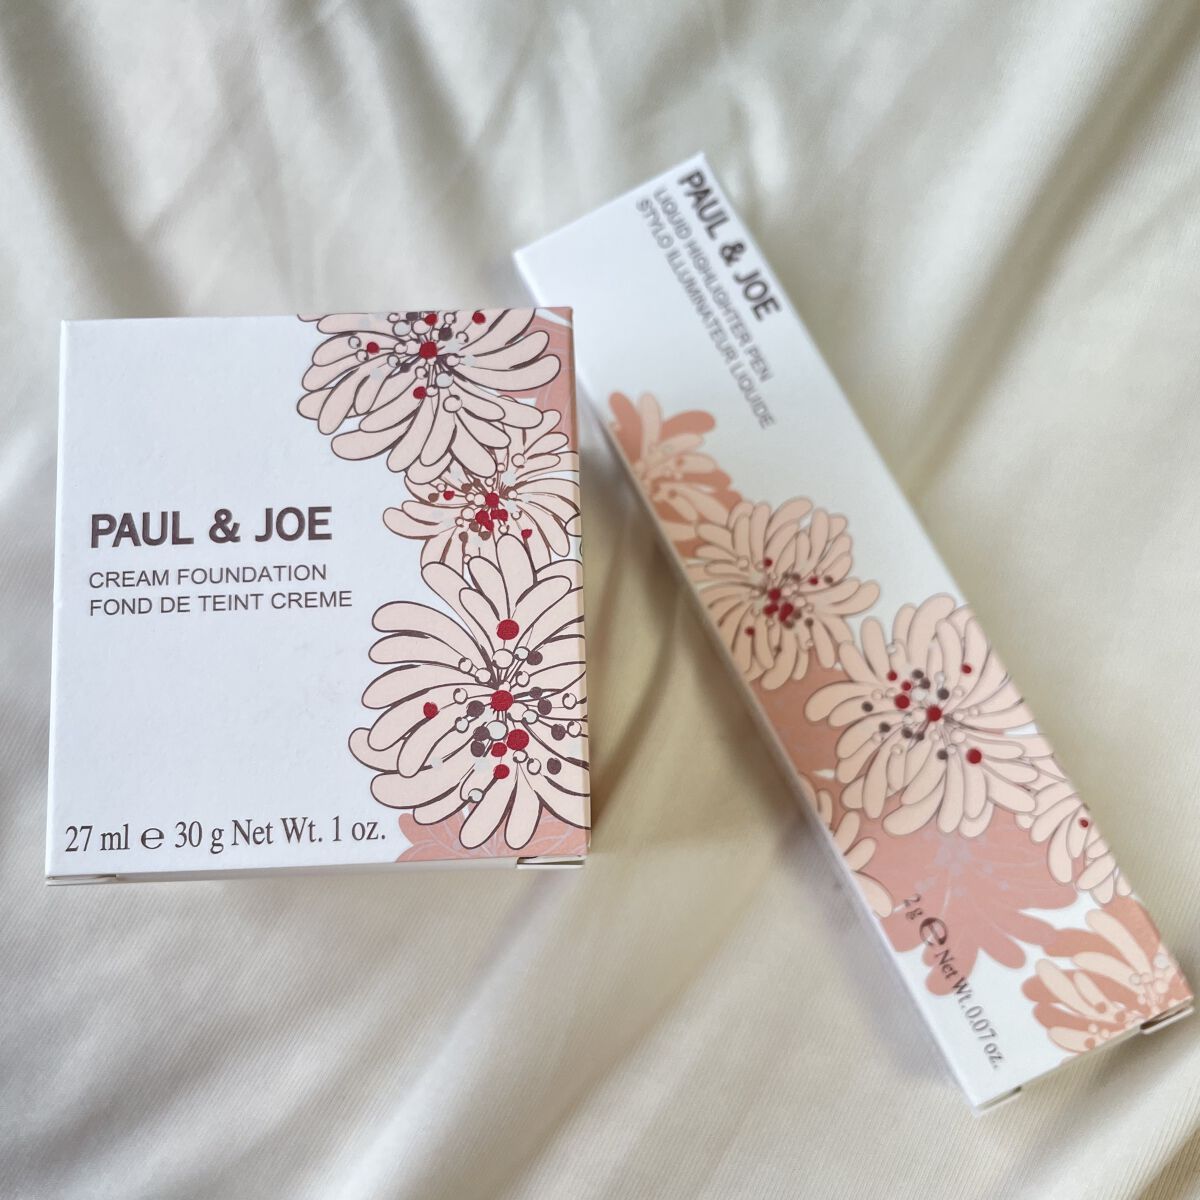 PAUL & JOE
CREAM FOUNDATION
FOND DE TEINT CREME
27 ml e 30 g Net Wt. 1 oz.
PAUL & JOE
LIQUID HIGHLIGHTER PEN
STYLO ILLUMINATEUR LIQUIDE
2 g e Net Wt. 0.07 oz.